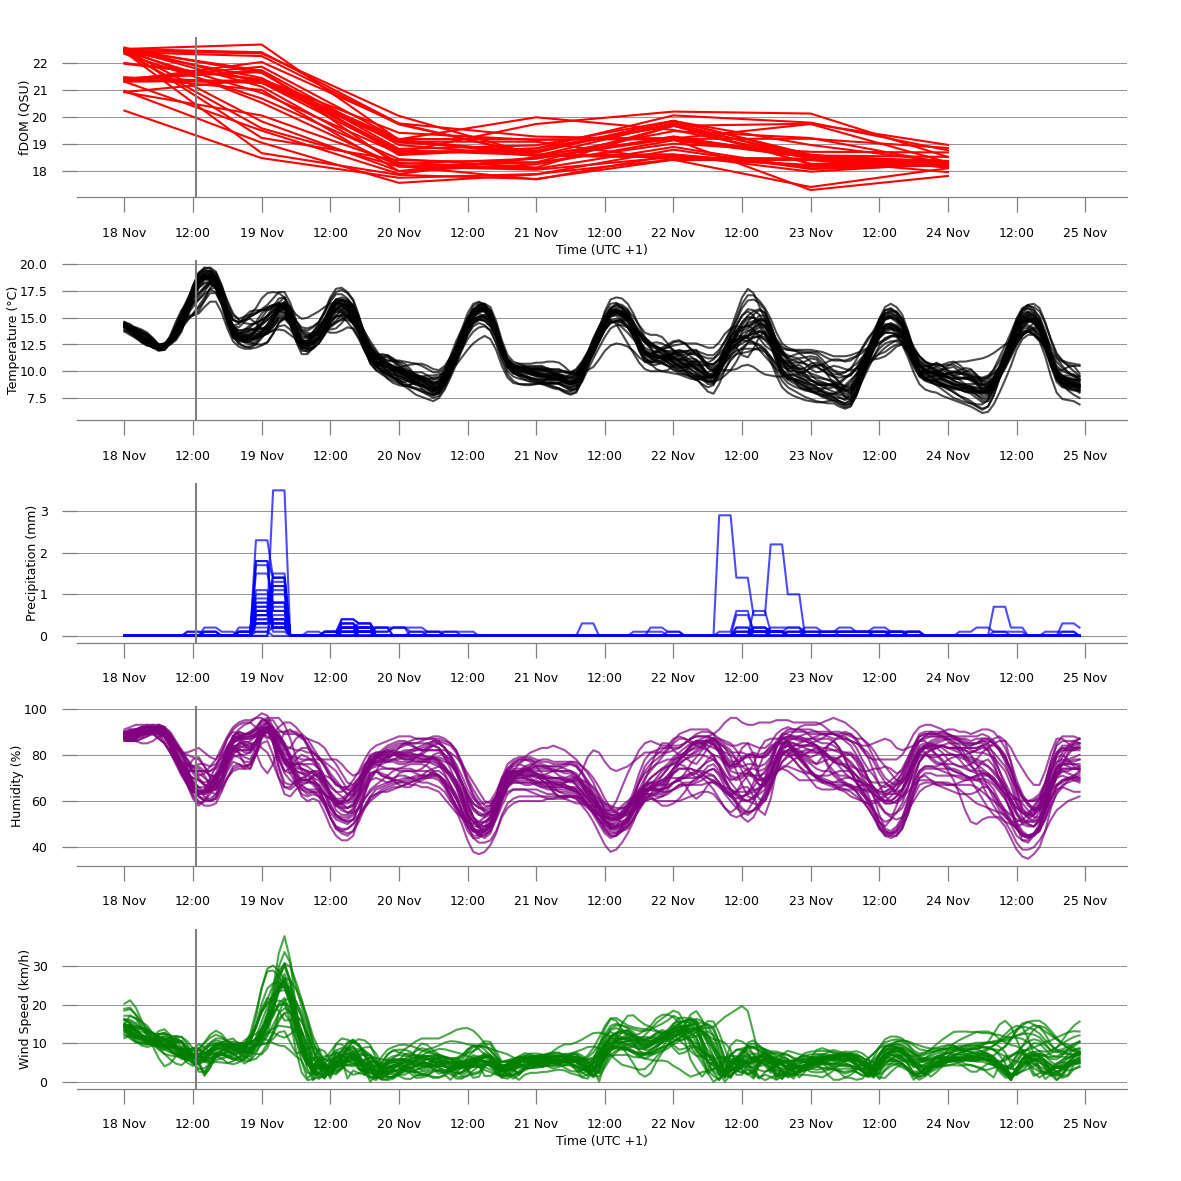 22
21
20
19
18
fDOM (QSU)
18 Nov 12:00 19 Nov 12:00 20 Nov 12:00 21 Nov 12:00 22 Nov 12:00 23 Nov 12:00 24 Nov 12:00 25 Nov
Time (UTC +1)
20.0
17.5
15.0
12.5
10.0
7.5
Temperature (°C)
18 Nov 12:00 19 Nov 12:00 20 Nov 12:00 21 Nov 12:00 22 Nov 12:00 23 Nov 12:00 24 Nov 12:00 25 Nov
3
2
1
0
Precipitation (mm)
18 Nov 12:00 19 Nov 12:00 20 Nov 12:00 21 Nov 12:00 22 Nov 12:00 23 Nov 12:00 24 Nov 12:00 25 Nov
100
80
60
40
Humidity (%)
18 Nov 12:00 19 Nov 12:00 20 Nov 12:00 21 Nov 12:00 22 Nov 12:00 23 Nov 12:00 24 Nov 12:00 25 Nov
30
20
10
0
Wind Speed (km/h)
18 Nov 12:00 19 Nov 12:00 20 Nov 12:00 21 Nov 12:00 22 Nov 12:00 23 Nov 12:00 24 Nov 12:00 25 Nov
Time (UTC +1)